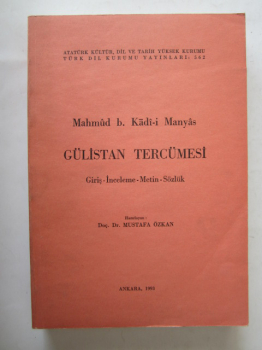 ATATÜRK KÜLTÜR, DİL VE TARİH YÜKSEK KURUMU
TÜRK DİL KURUMU YAYINLARI: 562
Mahmûd b. Kādî-i Manyâs
GÜLİSTAN TERCÜMESİ
Giriş-İnceleme-Metin-Sözlük
Hazırlayan:
Doç. Dr. MUSTAFA ÖZKAN
ANKARA, 1993